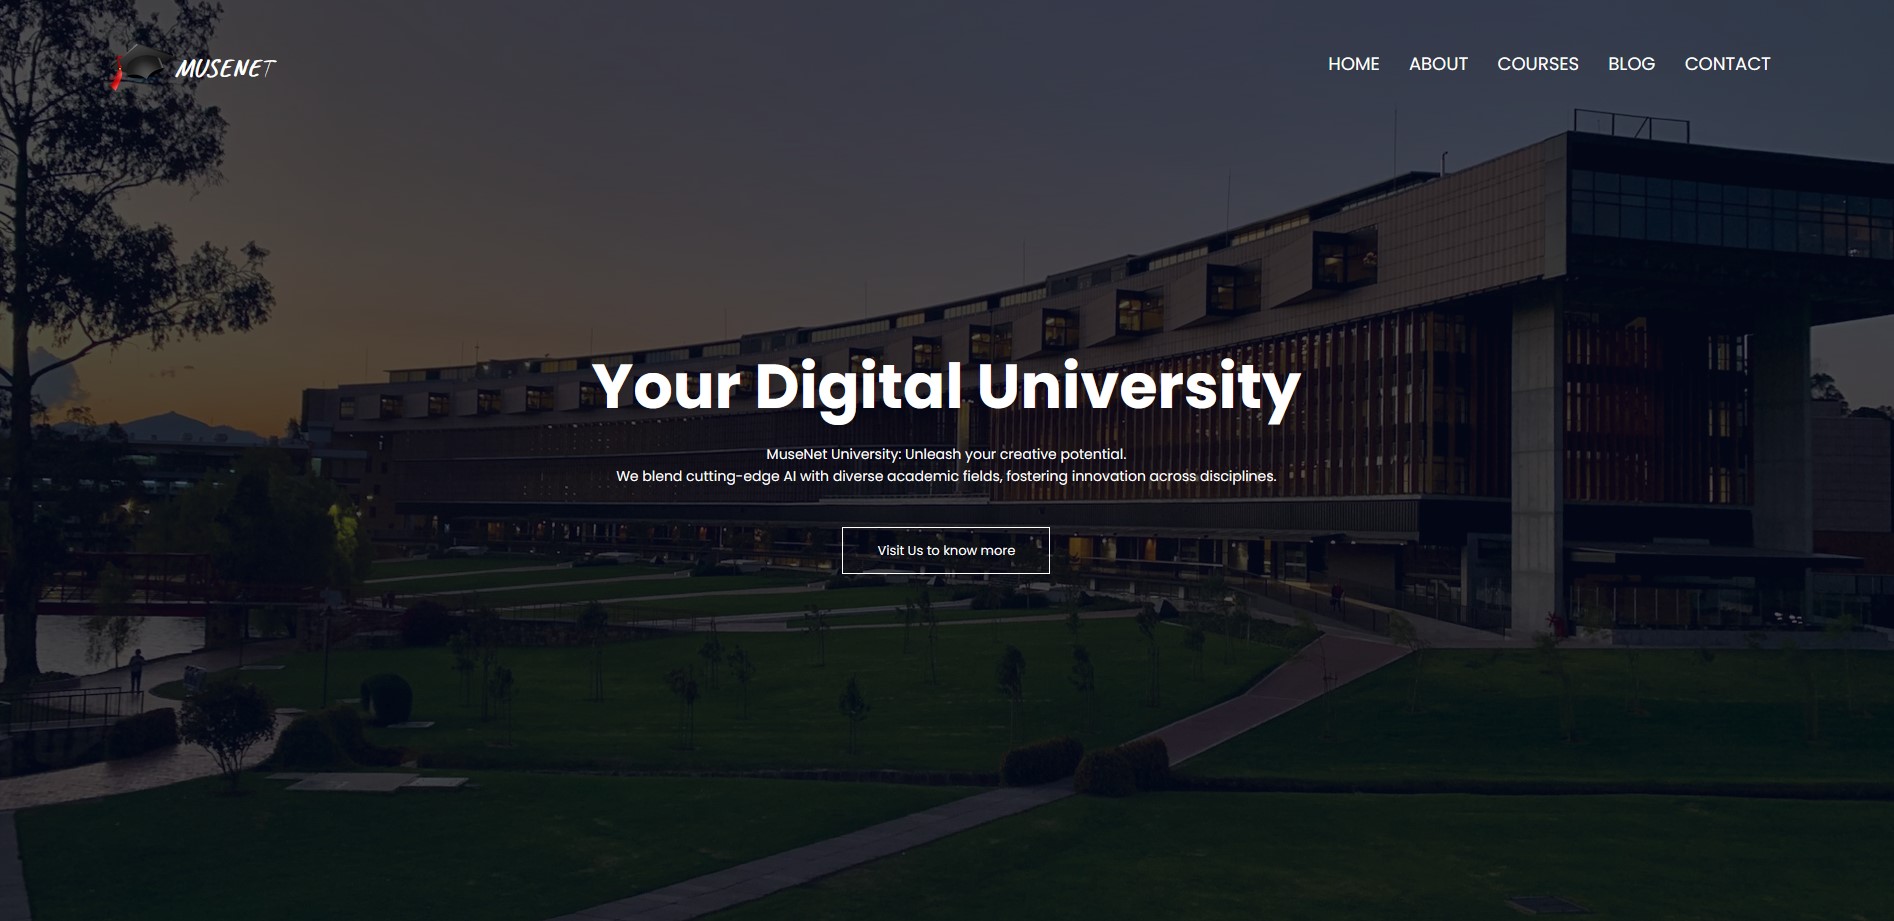 MUSENET
HOME ABOUT COURSES BLOG CONTACT
Your Digital University
MuseNet University: Unleash your creative potential.
We blend cutting-edge AI with diverse academic fields, fostering innovation across disciplines.
Visit Us to know more